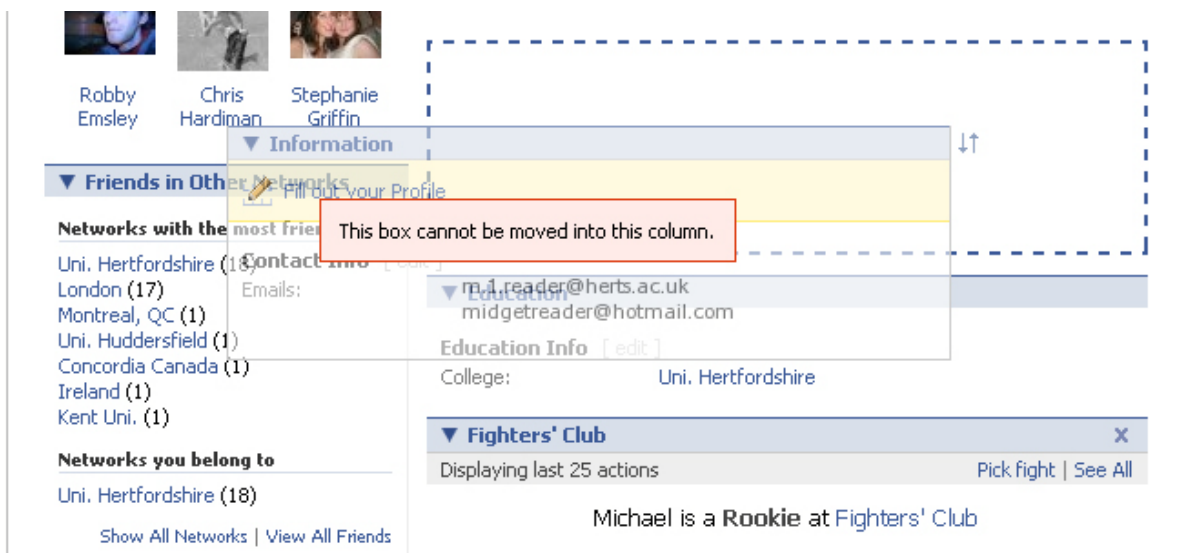 Robby Emsley
Chris Hardiman
Stephanie Griffin
▼ Friends in Other Networks
Networks with the most friends
Uni. Hertfordshire (18)
London (17)
Montreal, QC (1)
Uni. Huddersfield (1)
Concordia Canada (1)
Ireland (1)
Kent Uni. (1)
Networks you belong to
Uni. Hertfordshire (18)
Show All Networks | View All Friends
▼ Information
Fill out your Profile
This box cannot be moved into this column.
Contact Info [ edit ]
Emails:
m.1.reader@herts.ac.uk
midgetreader@hotmail.com
▼ Education
Education Info [ edit ]
College: Uni. Hertfordshire
▼ Fighters' Club x
Displaying last 25 actions Pick fight | See All
Michael is a Rookie at Fighters' Club